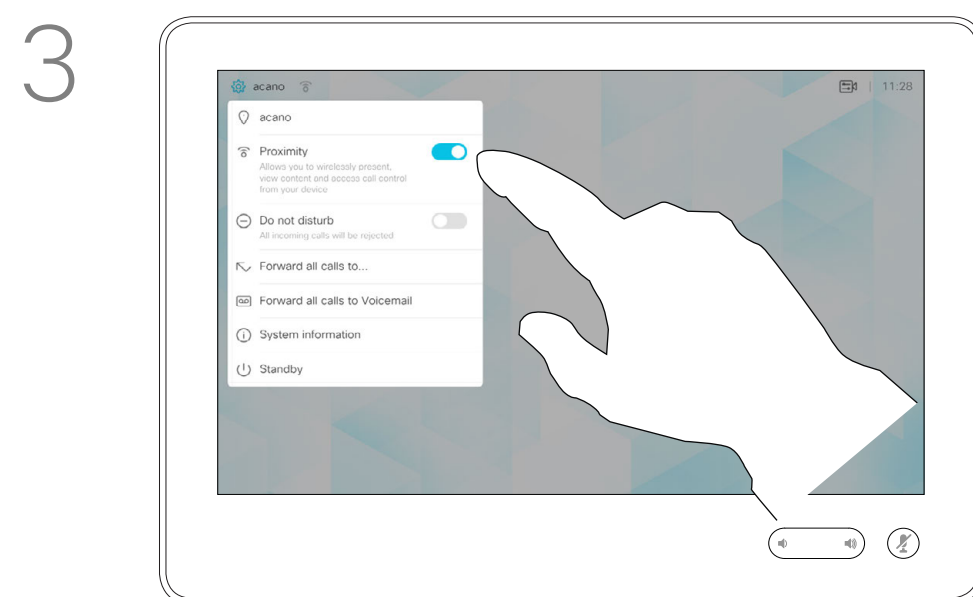 3
acano
11:28
acano
Proximity
Allows you to wirelessly present,
view content and access call control
from your device
Do not disturb
All incoming calls will be rejected
Forward all calls to...
Forward all calls to Voicemail
System information
Standby